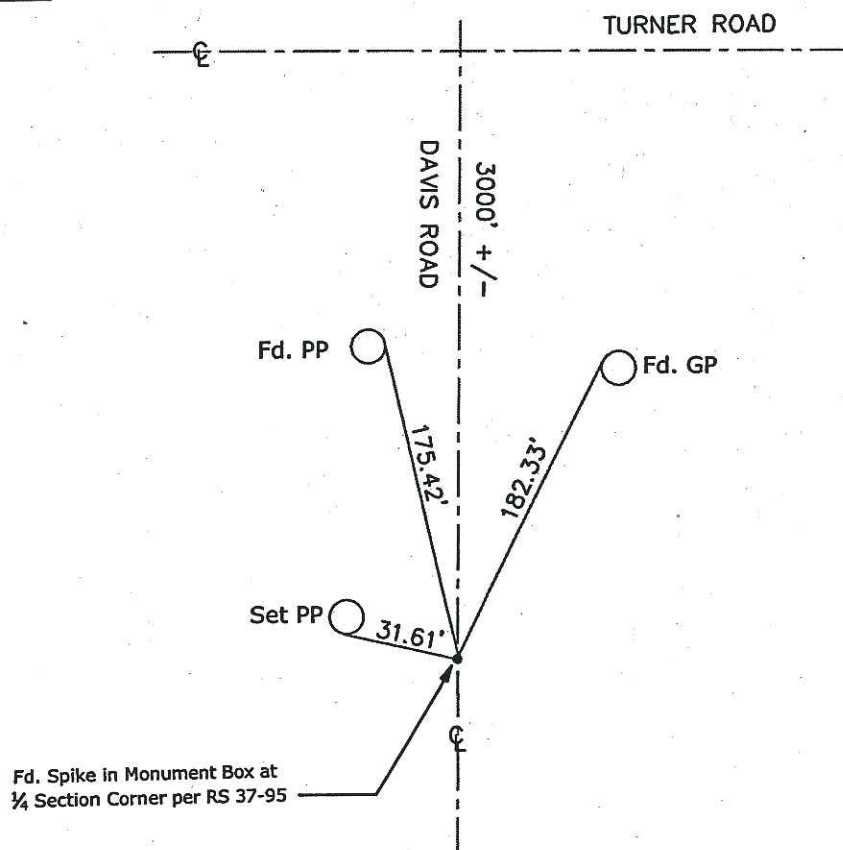 TURNER ROAD
℄
DAVIS ROAD
3000' +/-
Fd. PP
Fd. GP
175.42'
182.33'
Set PP
31.61'
℄
Fd. Spike in Monument Box at
¼ Section Corner per RS 37-95